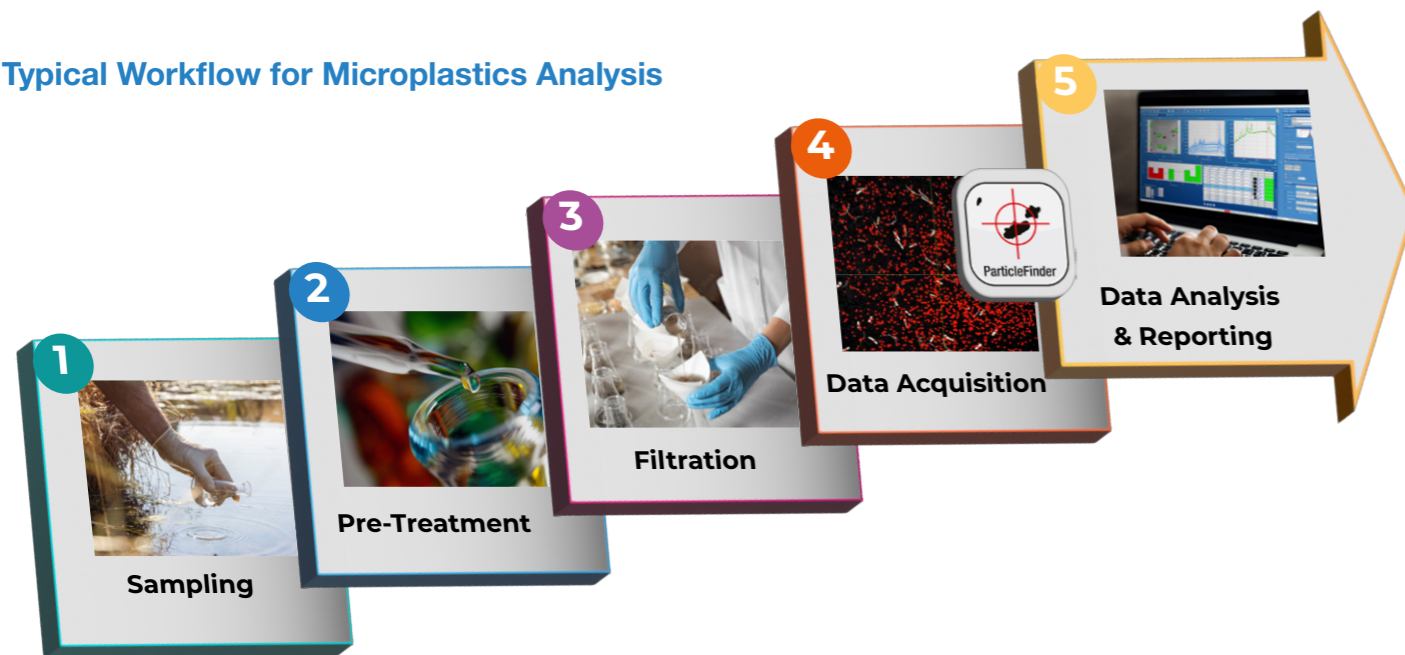 Typical Workflow for Microplastics Analysis
1
Sampling
2
Pre-Treatment
3
Filtration
4
Data Acquisition
ParticleFinder
5
Data Analysis
& Reporting